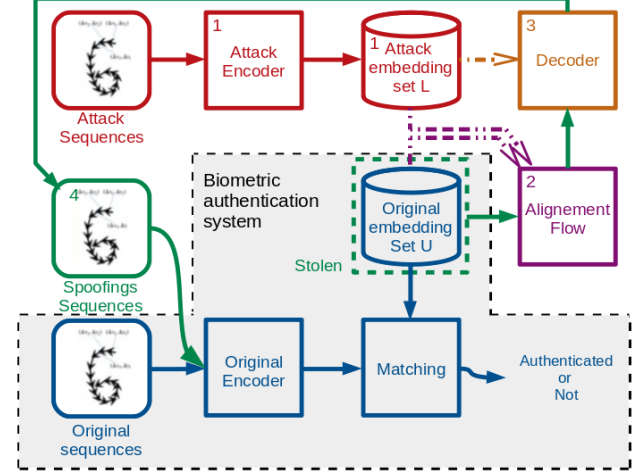 1
Attack
Encoder
1
Attack
embedding
set L
3
Decoder
Attack
Sequences
4
Biometric
authentication
system
Original
embedding
Set U
2
Alignement
Flow
Stolen
Spoofings
Sequences
Original
Encoder
Matching
Authenticated
or
Not
Original
sequences